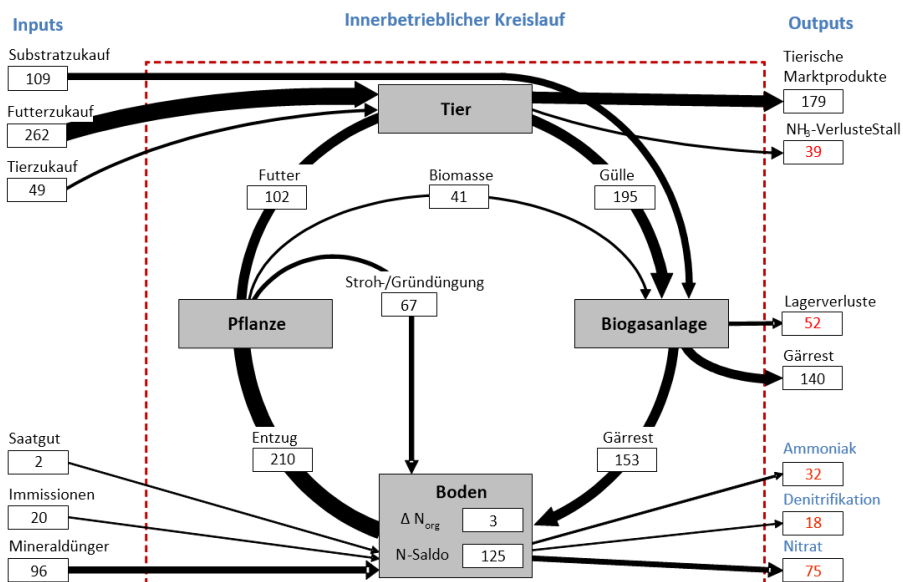 Inputs
Innerbetrieblicher Kreislauf
Outputs
Substratzukauf
109
Futterzukauf
262
Tierzukauf
49
Tier
Tierische
Marktprodukte
179
NH3-VerlusteStall
39
Futter
102
Biomasse
41
Gülle
195
Stroh-/Gründüngung
67
Pflanze
Biogasanlage
Lagerverluste
52
Gärrest
140
Entzug
210
Gärrest
153
Saatgut
2
Immissionen
20
Mineraldünger
96
Boden
Δ Norg
3
N-Saldo
125
Ammoniak
32
Denitrifikation
18
Nitrat
75